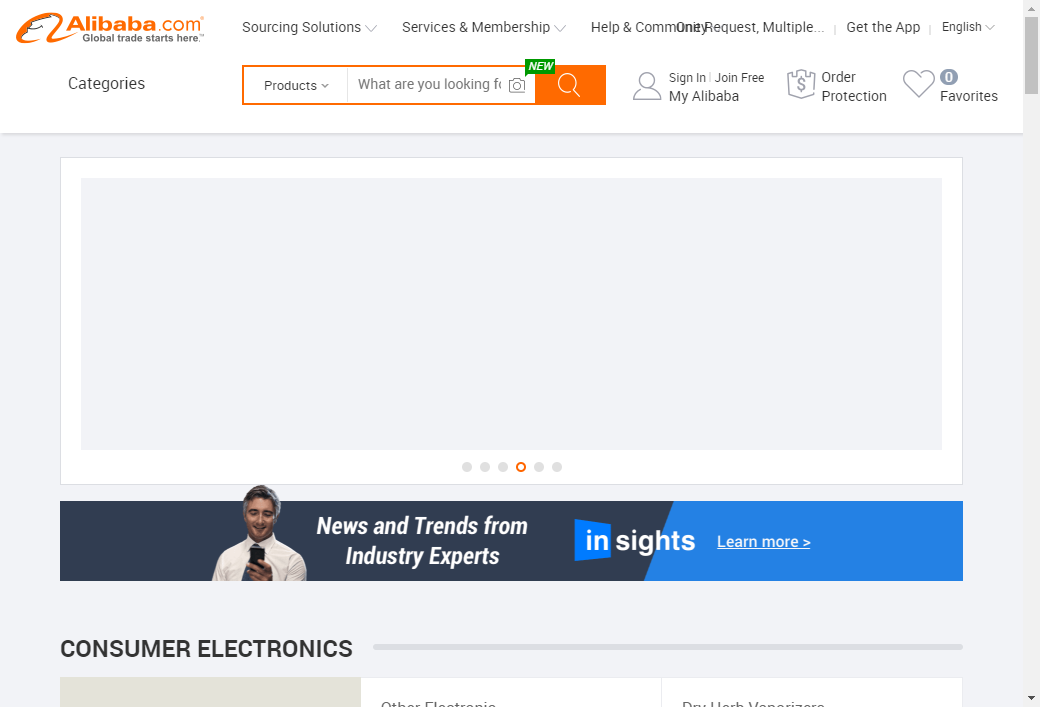 Alibaba.com
Global trade starts here.™
Sourcing Solutions
Services & Membership
Help & Community
One Request, Multiple...
Get the App
English
Categories
Products
What are you looking fo
NEW
Sign In
Join Free
My Alibaba
Order
Protection
0
Favorites
News and Trends from
Industry Experts
in sights
Learn more >
CONSUMER ELECTRONICS
Other Electronic
Dry Herb Vaporizers